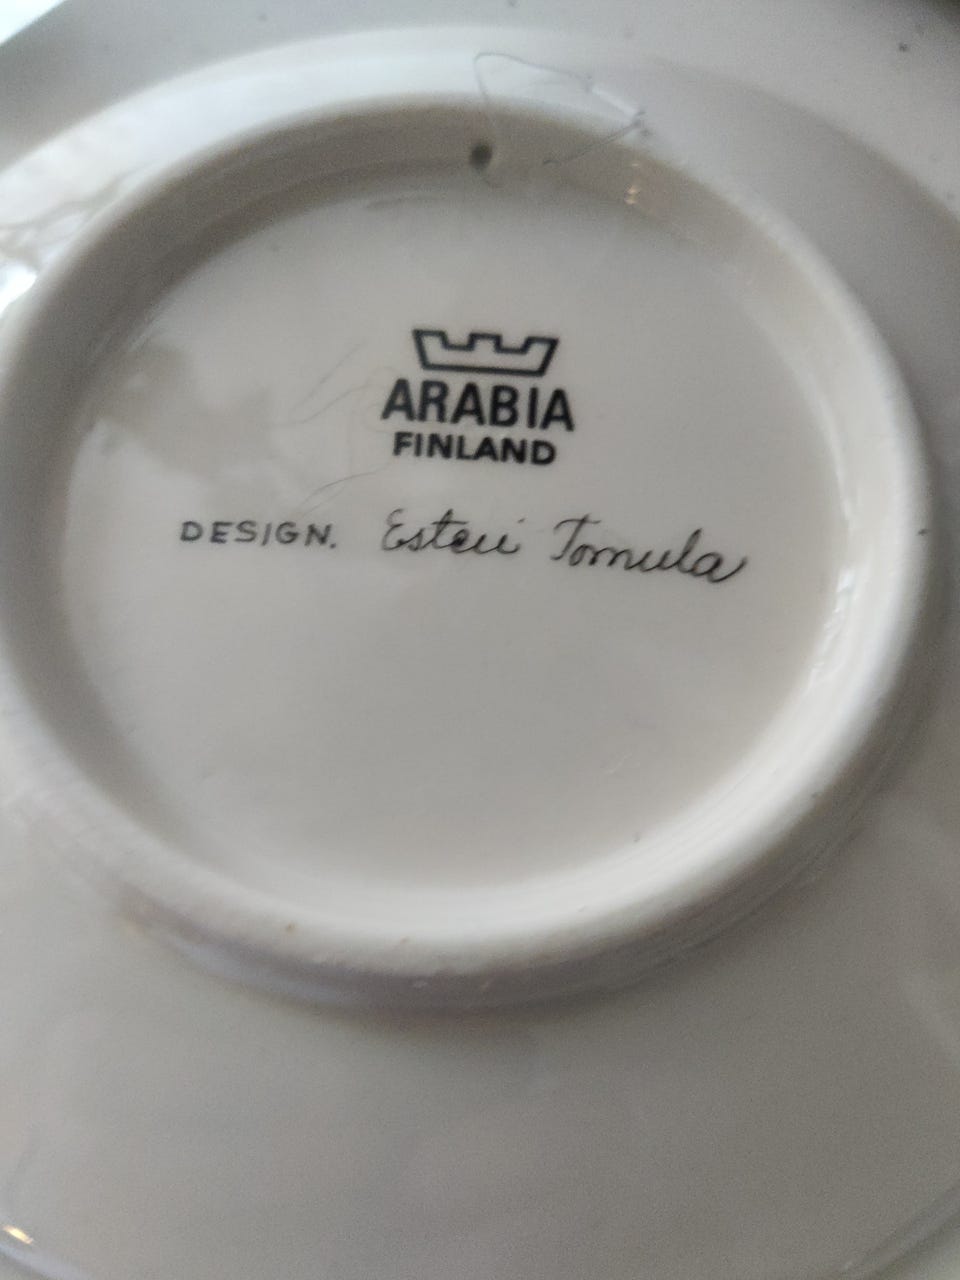 ARABIA
FINLAND
DESIGN. Esteri Tomula